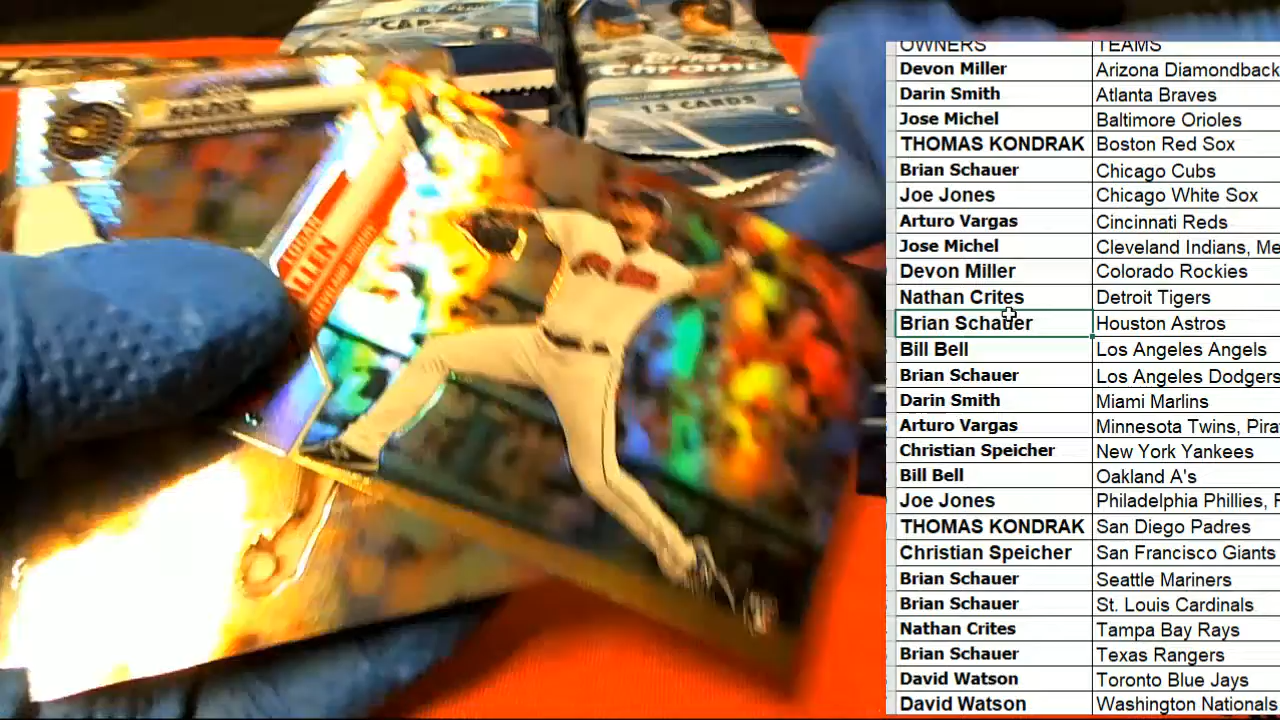 OWNERS TEAMS
Devon Miller Arizona Diamondback
Darin Smith Atlanta Braves
Jose Michel Baltimore Orioles
THOMAS KONDRAK Boston Red Sox
Brian Schauer Chicago Cubs
Joe Jones Chicago White Sox
Arturo Vargas Cincinnati Reds
Jose Michel Cleveland Indians, Me
Devon Miller Colorado Rockies
Nathan Crites Detroit Tigers
Brian Schauer Houston Astros
Bill Bell Los Angeles Angels
Brian Schauer Los Angeles Dodgers
Darin Smith Miami Marlins
Arturo Vargas Minnesota Twins, Pira
Christian Speicher New York Yankees
Bill Bell Oakland A's
Joe Jones Philadelphia Phillies, F
THOMAS KONDRAK San Diego Padres
Christian Speicher San Francisco Giants
Brian Schauer Seattle Mariners
Brian Schauer St. Louis Cardinals
Nathan Crites Tampa Bay Rays
Brian Schauer Texas Rangers
David Watson Toronto Blue Jays
David Watson Washington Nationals
Chrome
13 CARDS
ALLEN
CLEVELAND INDIANS